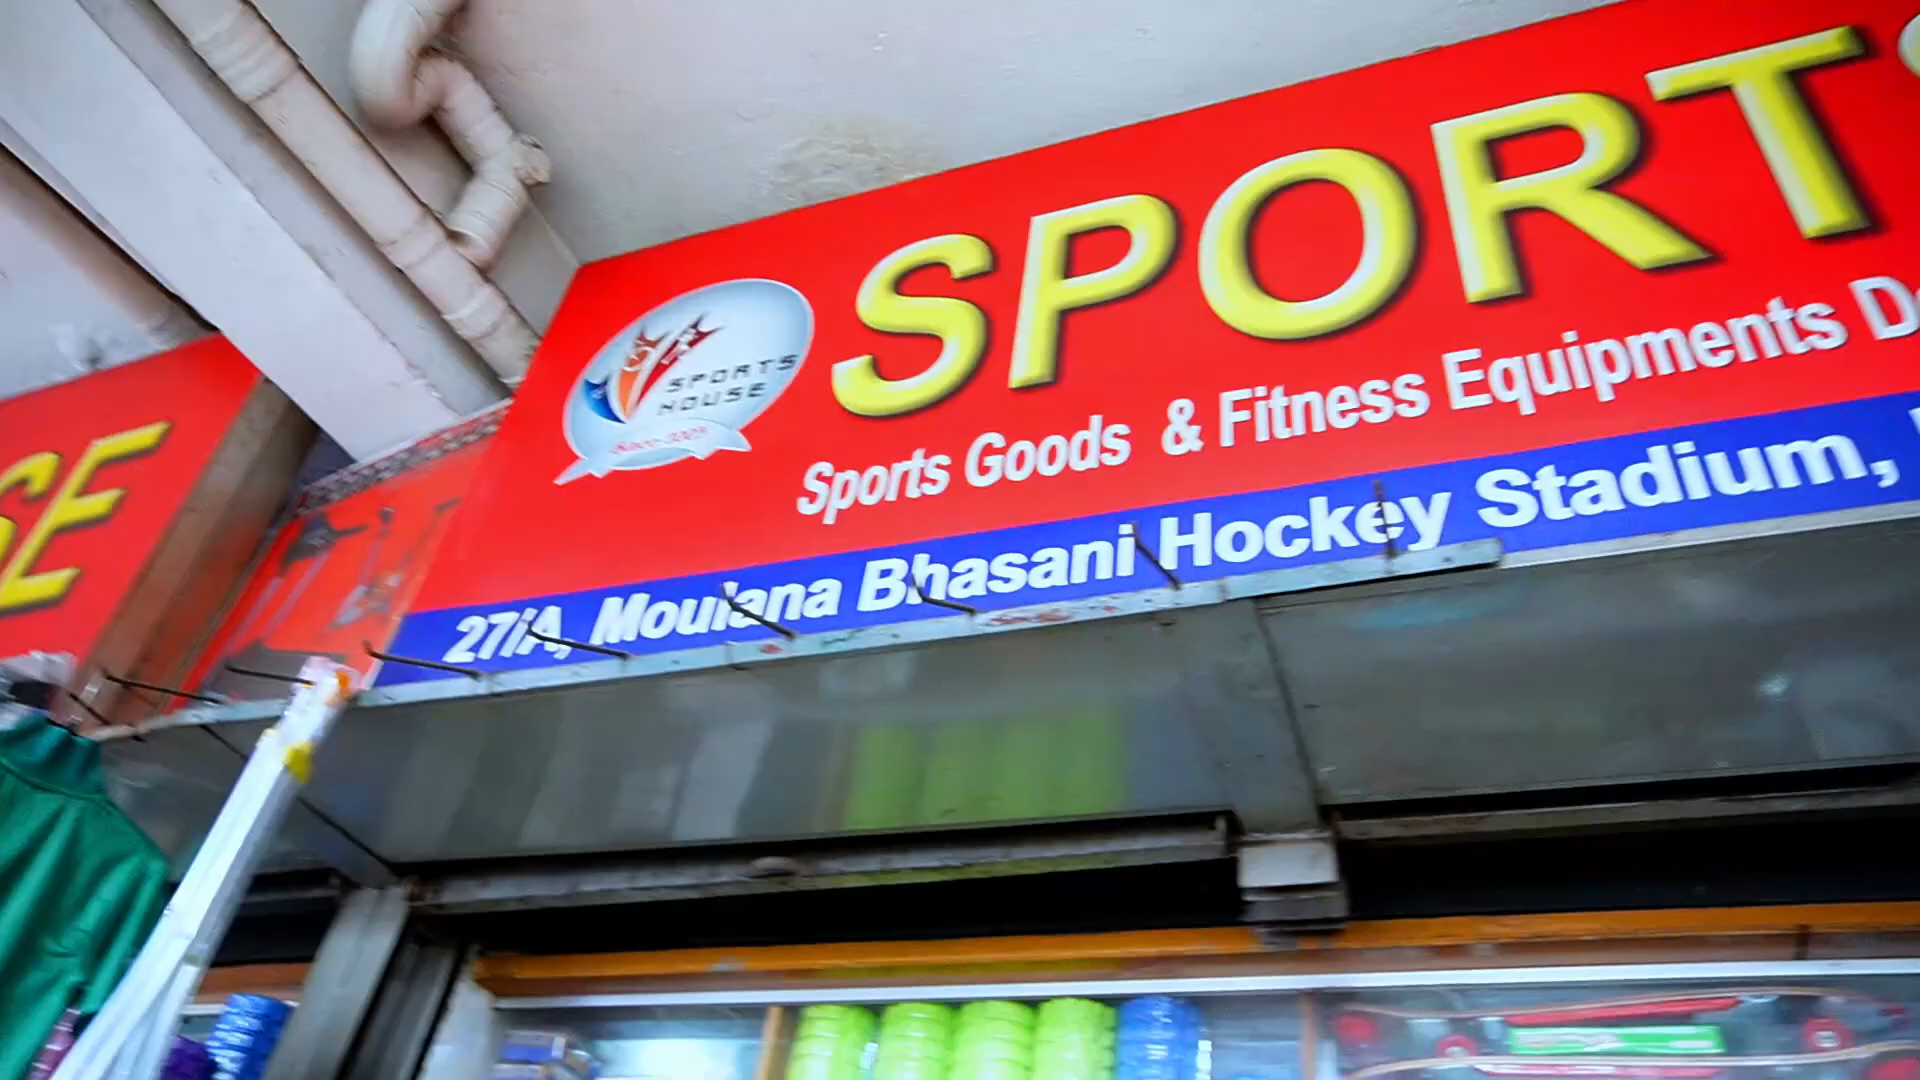 SE
SPORTS
HOUSE
SPORT
Sports Goods & Fitness Equipments
27/A, Moulana Bhasani Hockey Stadium,